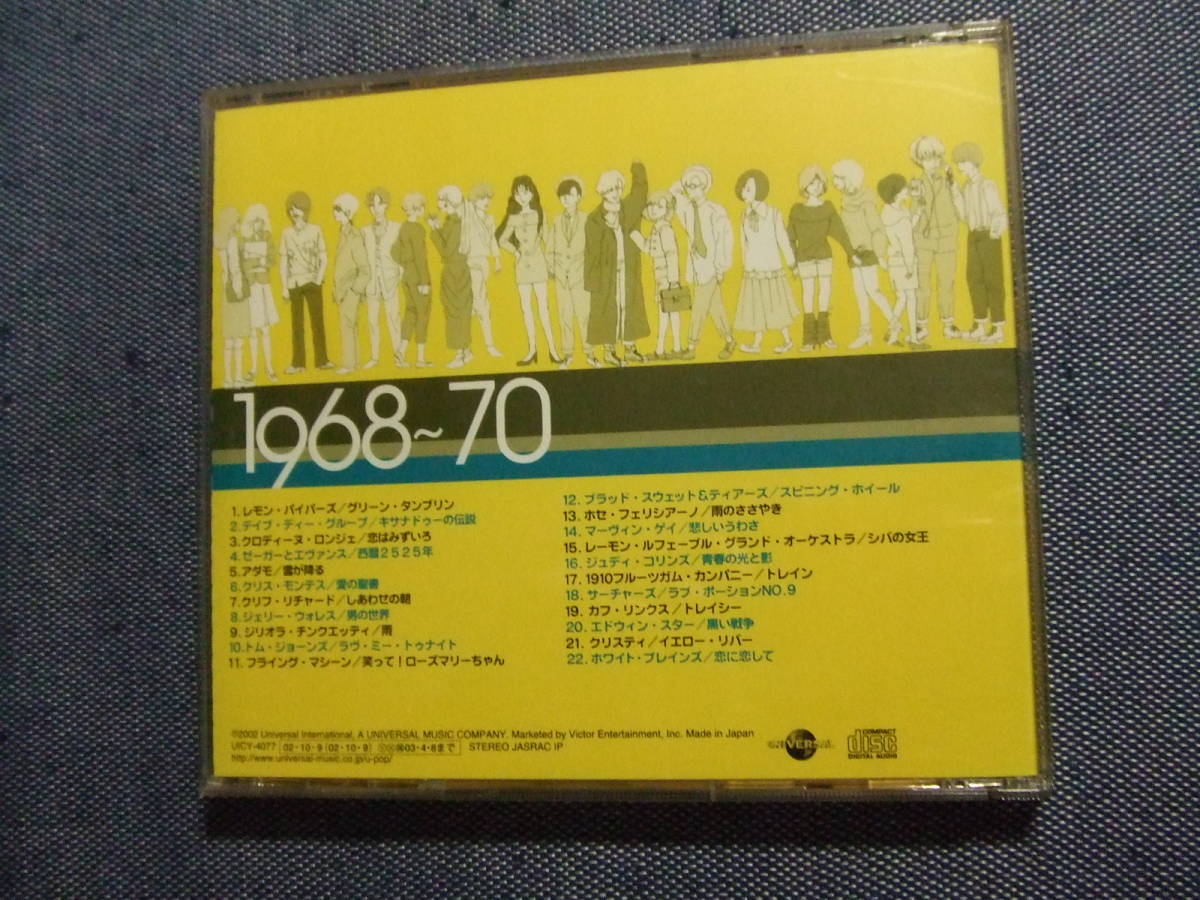 1968~70
1. レモン・パイパーズ/グリーン・タンブリン
2. デイブ・ディー・グループ/キサナドゥーの伝説
3. クロディーヌ・ロンジェ/恋はみずいろ
4. ゼーガーとエヴァンス/西暦2525年
5. アダモ/雪が降る
6. クリス・モンテス/愛の聖書
7. クリフ・リチャード/しあわせの朝
8. ジェリー・ウォレス/男の世界
9. ジリオラ・チンクエッティ/雨
10. トム・ジョーンズ/ラヴ・ミー・トゥナイト
11. フライング・マシーン/笑って!ローズマリーちゃん
12. ブラッド・スウェット&ティアーズ/スピニング・ホイール
13. ホセ・フェリシアーノ/雨のささやき
14. マーヴィン・ゲイ/悲しいうわさ
15. レーモン・ルフェーブル・グランド・オーケストラ/シバの女王
16. ジュディ・コリンズ/青春の光と影
17. 1910フルーツガム・カンパニー/トレイン
18. サーチャーズ/ラブ・ポーションNO.9
19. カフ・リンクス/トレイシー
20. エドウィン・スター/黒い戦争
21. クリスティ/イエロー・リバー
22. ホワイト・プレインズ/恋に恋して
℗2002 Universal International, A UNIVERSAL MUSIC COMPANY. Marketed by Victor Entertainment, Inc. Made in Japan
UICY-4077 02・10・9 (02・10・9) 03・4・8まで STEREO JASRAC IP
http://www.universal-music.co.jp/u-pop/
UNIVERSAL
COMPACT
disc
DIGITAL AUDIO